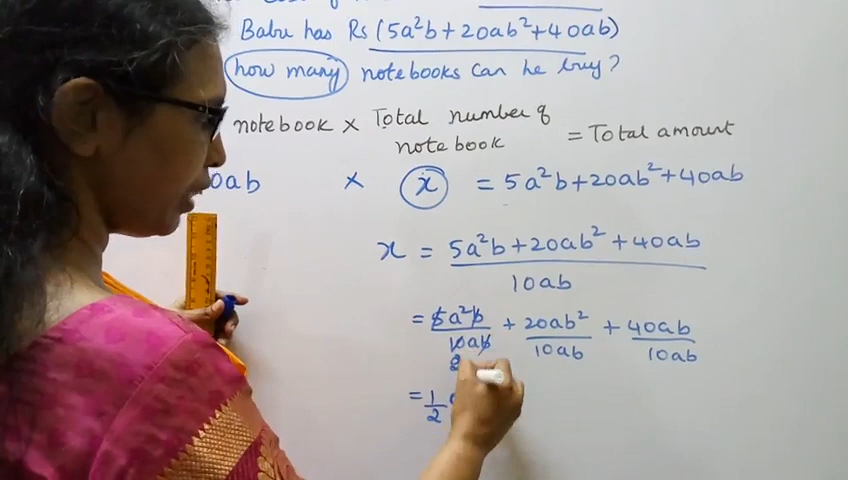 Babu has Rs (5a²b + 20ab² + 40ab)
how many notebooks can he buy?
notebook × Total number of notebook = Total amount
0ab × x = 5a²b + 20ab² + 40ab
x = 5a²b + 20ab² + 40ab / 10ab
= 5a²b / 10ab + 20ab² / 10ab + 40ab / 10ab
2
= 1/2